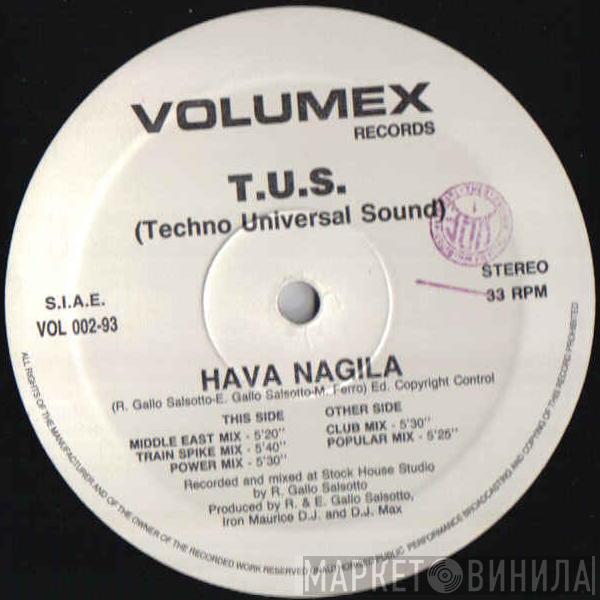 VOLUMEX
RECORDS
T.U.S.
(Techno Universal Sound)
STEREO
33 RPM
S.I.A.E.
VOL 002-93
HAVA NAGILA
(R. Gallo Salsotto-E. Gallo Salsotto-M. Ferro) Ed. Copyright Control
THIS SIDE
MIDDLE EAST MIX - 5'20"
TRAIN SPIKE MIX - 5'40"
POWER MIX - 5'30"
OTHER SIDE
CLUB MIX - 5'30"
POPULAR MIX - 5'25"
Recorded and mixed at Stock House Studio
by R. Gallo Salsotto
Produced by R. & E. Gallo Salsotto,
Iron Maurice D.J. and D.J. Max
ALL RIGHTS OF THE MANUFACTURER AND OF THE OWNER OF THE RECORDED WORK RESERVED UNAUTHORIZED PUBLIC PERFORMANCE BROADCASTING AND COPYING OF THIS RECORD PROHIBITED
МАРКЕТ ВИНИЛА